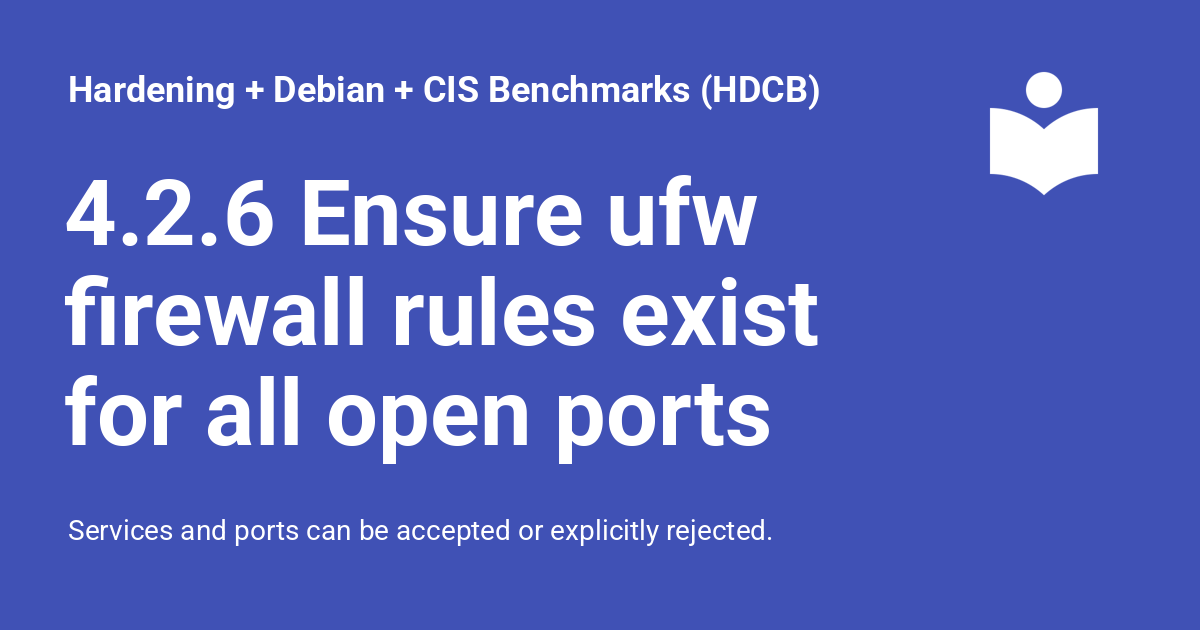 Hardening + Debian + CIS Benchmarks (HDCB)
4.2.6 Ensure ufw
firewall rules exist
for all open ports
Services and ports can be accepted or explicitly rejected.